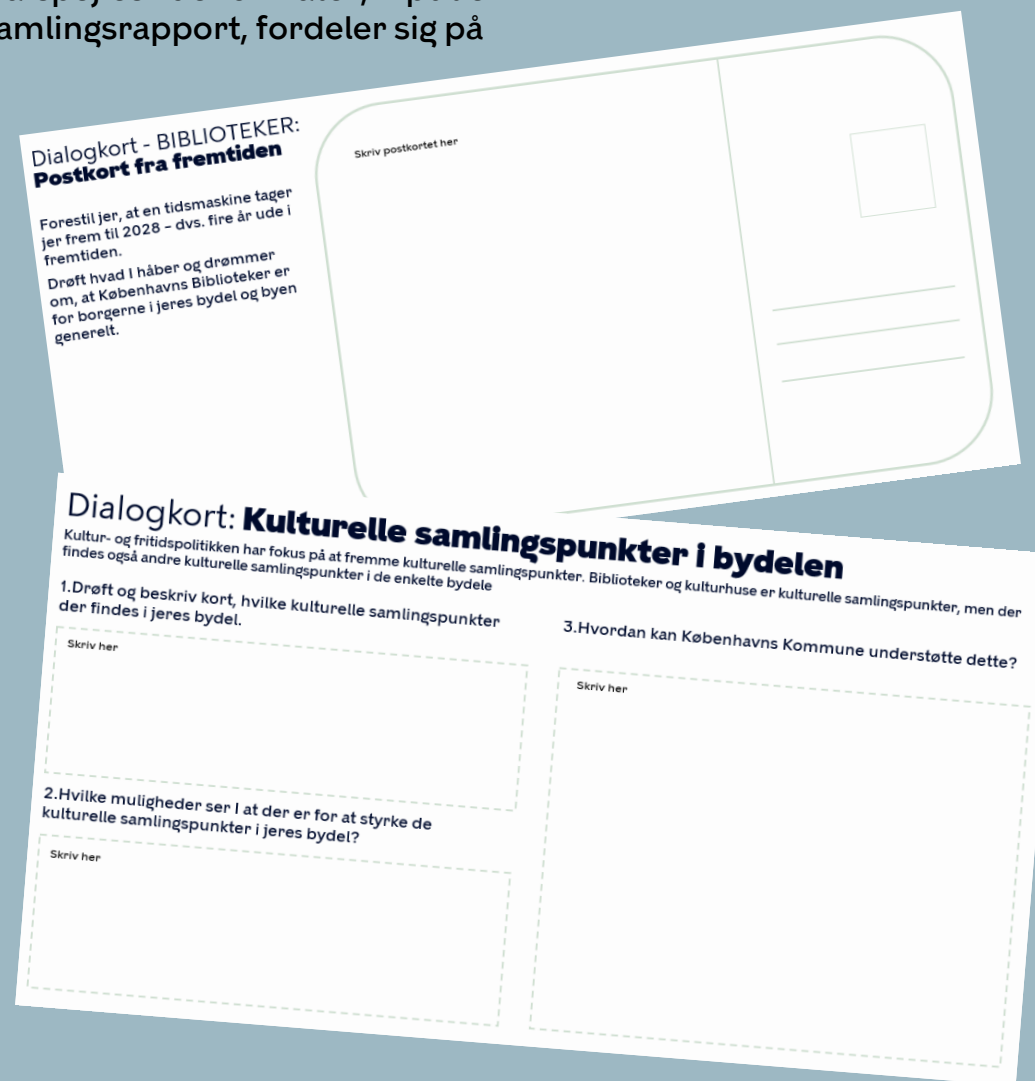 samlingsrapport, fordeler sig på
Dialogkort - BIBLIOTEKER:
Postkort fra fremtiden
Forestil jer, at en tidsmaskine tager
jer frem til 2028 - dvs. fire år ude i
fremtiden.
Drøft hvad I håber og drømmer
om, at Københavns Biblioteker er
for borgerne i jeres bydel og byen
generelt.
Skriv postkortet her
Dialogkort: Kulturelle samlingspunkter i bydelen
Kultur- og fritidspolitikken har fokus på at fremme kulturelle samlingspunkter. Biblioteker og kulturhuse er kulturelle samlingspunkter, men der
findes også andre kulturelle samlingspunkter i de enkelte bydele
1.Drøft og beskriv kort, hvilke kulturelle samlingspunkter
der findes i jeres bydel.
Skriv her
2.Hvilke muligheder ser I at der er for at styrke de
kulturelle samlingspunkter i jeres bydel?
Skriv her
3.Hvordan kan Københavns Kommune understøtte dette?
Skriv her